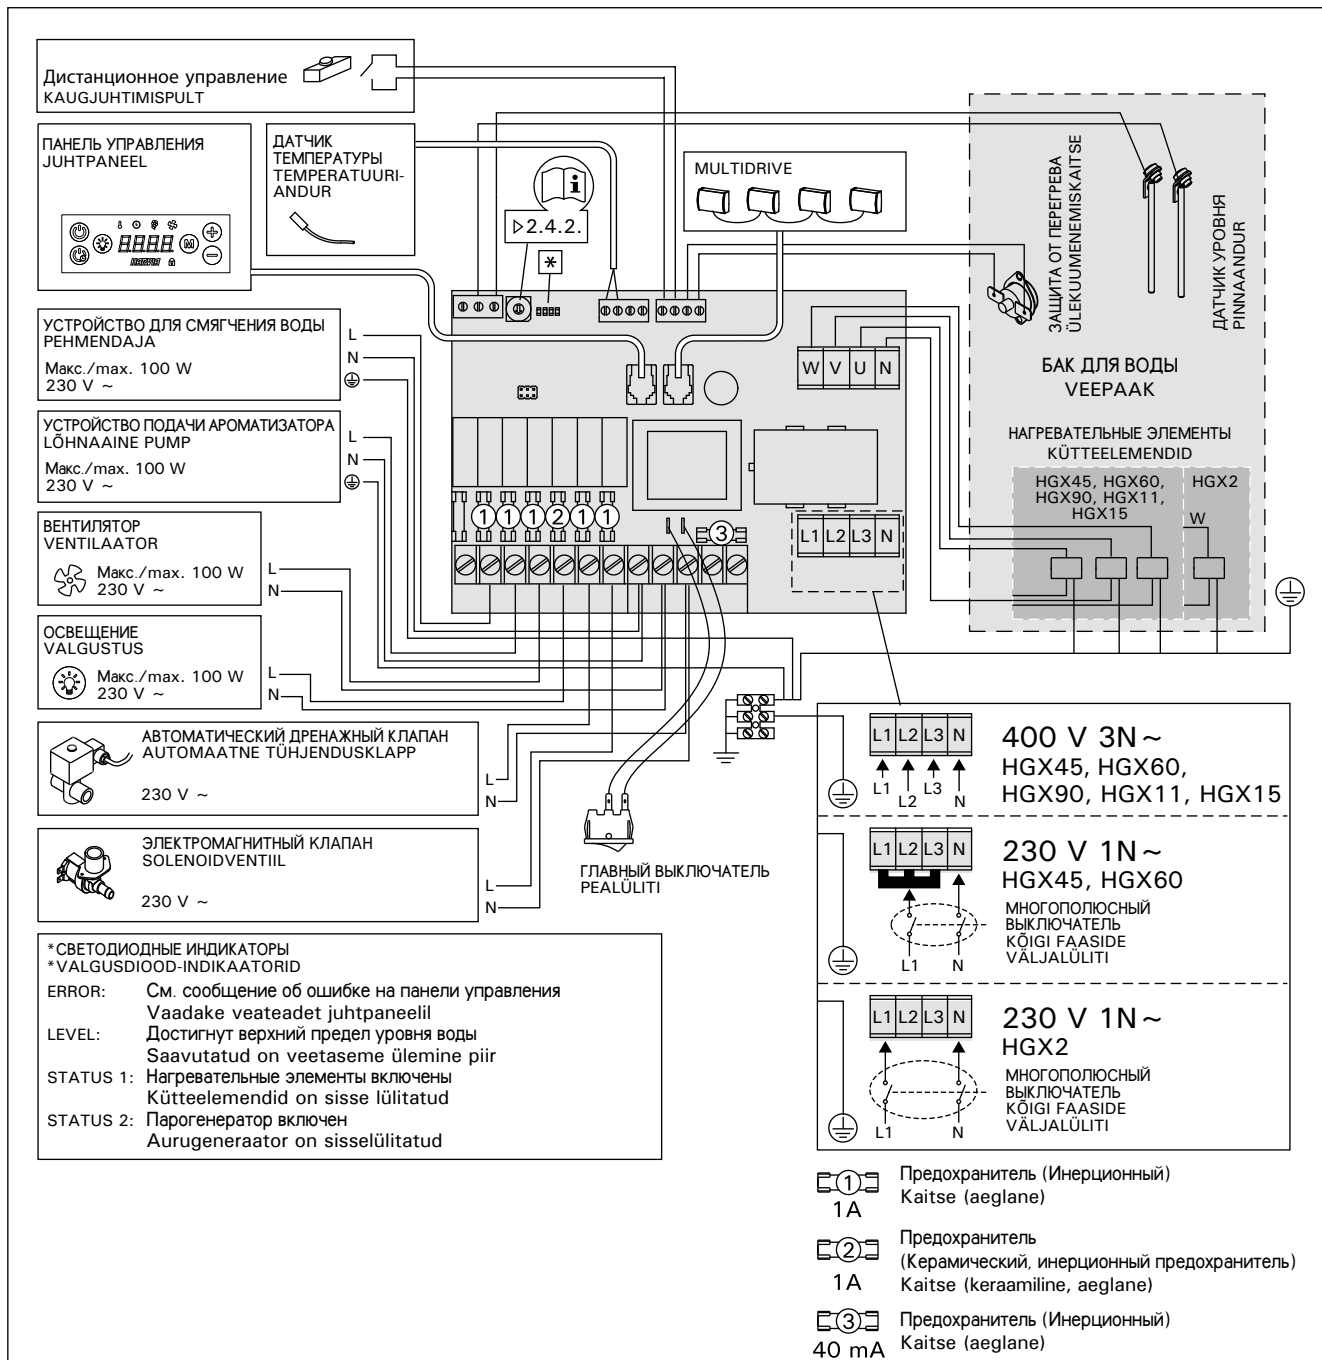 Дистанционное управление
KAUGJUHTIMISPULT
ПАНЕЛЬ УПРАВЛЕНИЯ
JUHTPANEEL
8.8.8.8.
M
HARVIA
ДАТЧИК
ТЕМПЕРАТУРЫ
TEMPERATUURI-
ANDUR
i
2.4.2.
*
MULTIDRIVE
ЗАЩИТА ОТ ПЕРЕГРЕВА
ÜLEKUUMENEMISKAITSE
ДАТЧИК УРОВНЯ
PINNAANDUR
БАК ДЛЯ ВОДЫ
VEEPAAK
НАГРЕВАТЕЛЬНЫЕ ЭЛЕМЕНТЫ
KÜTTEELEMENDID
HGX45, HGX60,
HGX90, HGX11,
HGX15
HGX2
W
W V U N
УСТРОЙСТВО ДЛЯ СМЯГЧЕНИЯ ВОДЫ
PEHMENDAJA
Макс./max. 100 W
230 V ~
L
N
УСТРОЙСТВО ПОДАЧИ АРОМАТИЗАТОРА
LÕHNAAINE PUMP
Макс./max. 100 W
230 V ~
L
N
ВЕНТИЛЯТОР
VENTILAATOR
Макс./max. 100 W
230 V ~
L
N
ОСВЕЩЕНИЕ
VALGUSTUS
Макс./max. 100 W
230 V ~
L
N
1 1 1 2 1 1
3
L1 L2 L3 N
АВТОМАТИЧЕСКИЙ ДРЕНАЖНЫЙ КЛАПАН
AUTOMAATNE TÜHJENDUSKLAPP
230 V ~
L
N
ЭЛЕКТРОМАГНИТНЫЙ КЛАПАН
SOLENOIDVENTIIL
230 V ~
L
N
ГЛАВНЫЙ ВЫКЛЮЧАТЕЛЬ
PEALÜLITI
*СВЕТОДИОДНЫЕ ИНДИКАТОРЫ
*VALGUSDIOOD-INDIKAATORID
ERROR: См. сообщение об ошибке на панели управления
Vaadake veateadet juhtpaneelil
LEVEL: Достигнут верхний предел уровня воды
Saavutatud on veetaseme ülemine piir
STATUS 1: Нагревательные элементы включены
Kütteelemendid on sisse lülitatud
STATUS 2: Парогенератор включен
Aurugeneraator on sisselülitatud
L1 L2 L3 N
L1 L2 L3 N
400 V 3N~
HGX45, HGX60,
HGX90, HGX11, HGX15
L1 L2 L3 N
L1 N
230 V 1N~
HGX45, HGX60
МНОГОПОЛЮСНЫЙ
ВЫКЛЮЧАТЕЛЬ
KÕIGI FAASIDE
VÄLJALÜLITI
L1 L2 L3 N
L1 N
230 V 1N~
HGX2
МНОГОПОЛЮСНЫЙ
ВЫКЛЮЧАТЕЛЬ
KÕIGI FAASIDE
VÄLJALÜLITI
1
1A
Предохранитель (Инерционный)
Kaitse (aeglane)
2
1A
Предохранитель
(Керамический, инерционный предохранитель)
Kaitse (keraamiline, aeglane)
3
40 mA
Предохранитель (Инерционный)
Kaitse (aeglane)